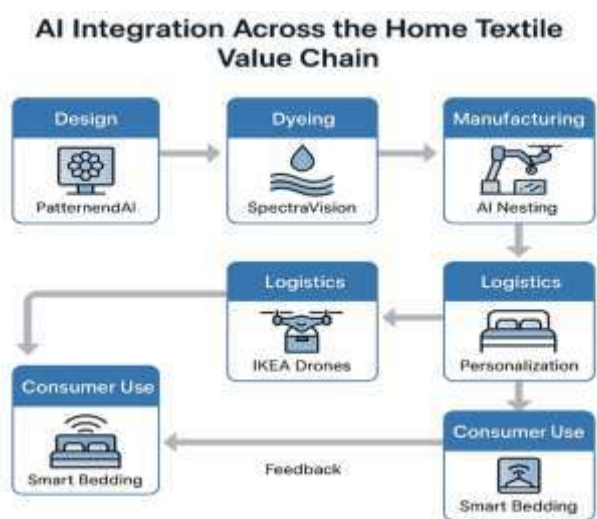 AI Integration Across the Home Textile
Value Chain
Design
Dyeing
Manufacturing
PatternendAI
SpectraVision
AI Nesting
Logistics
Logistics
IKEA Drones
Personalization
Consumer Use
Smart Bedding
Feedback
Consumer Use
Smart Bedding